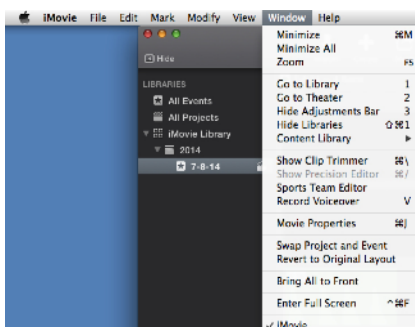 iMovie File Edit Mark Modify View Window Help
Hide
LIBRARIES
All Events
All Projects
iMovie Library
2014
7-8-14
Minimize ⌘M
Minimize All
Zoom F5
Go to Library 1
Go to Theater 2
Hide Adjustments Bar 3
Hide Libraries ⇧⌘1
Content Library ▶
Show Clip Trimmer ⌘\
Show Precision Editor ⌘/
Sports Team Editor
Record Voiceover V
Movie Properties ⌘J
Swap Project and Event
Revert to Original Layout
Bring All to Front
Enter Full Screen ^⌘F
✓ iMovie